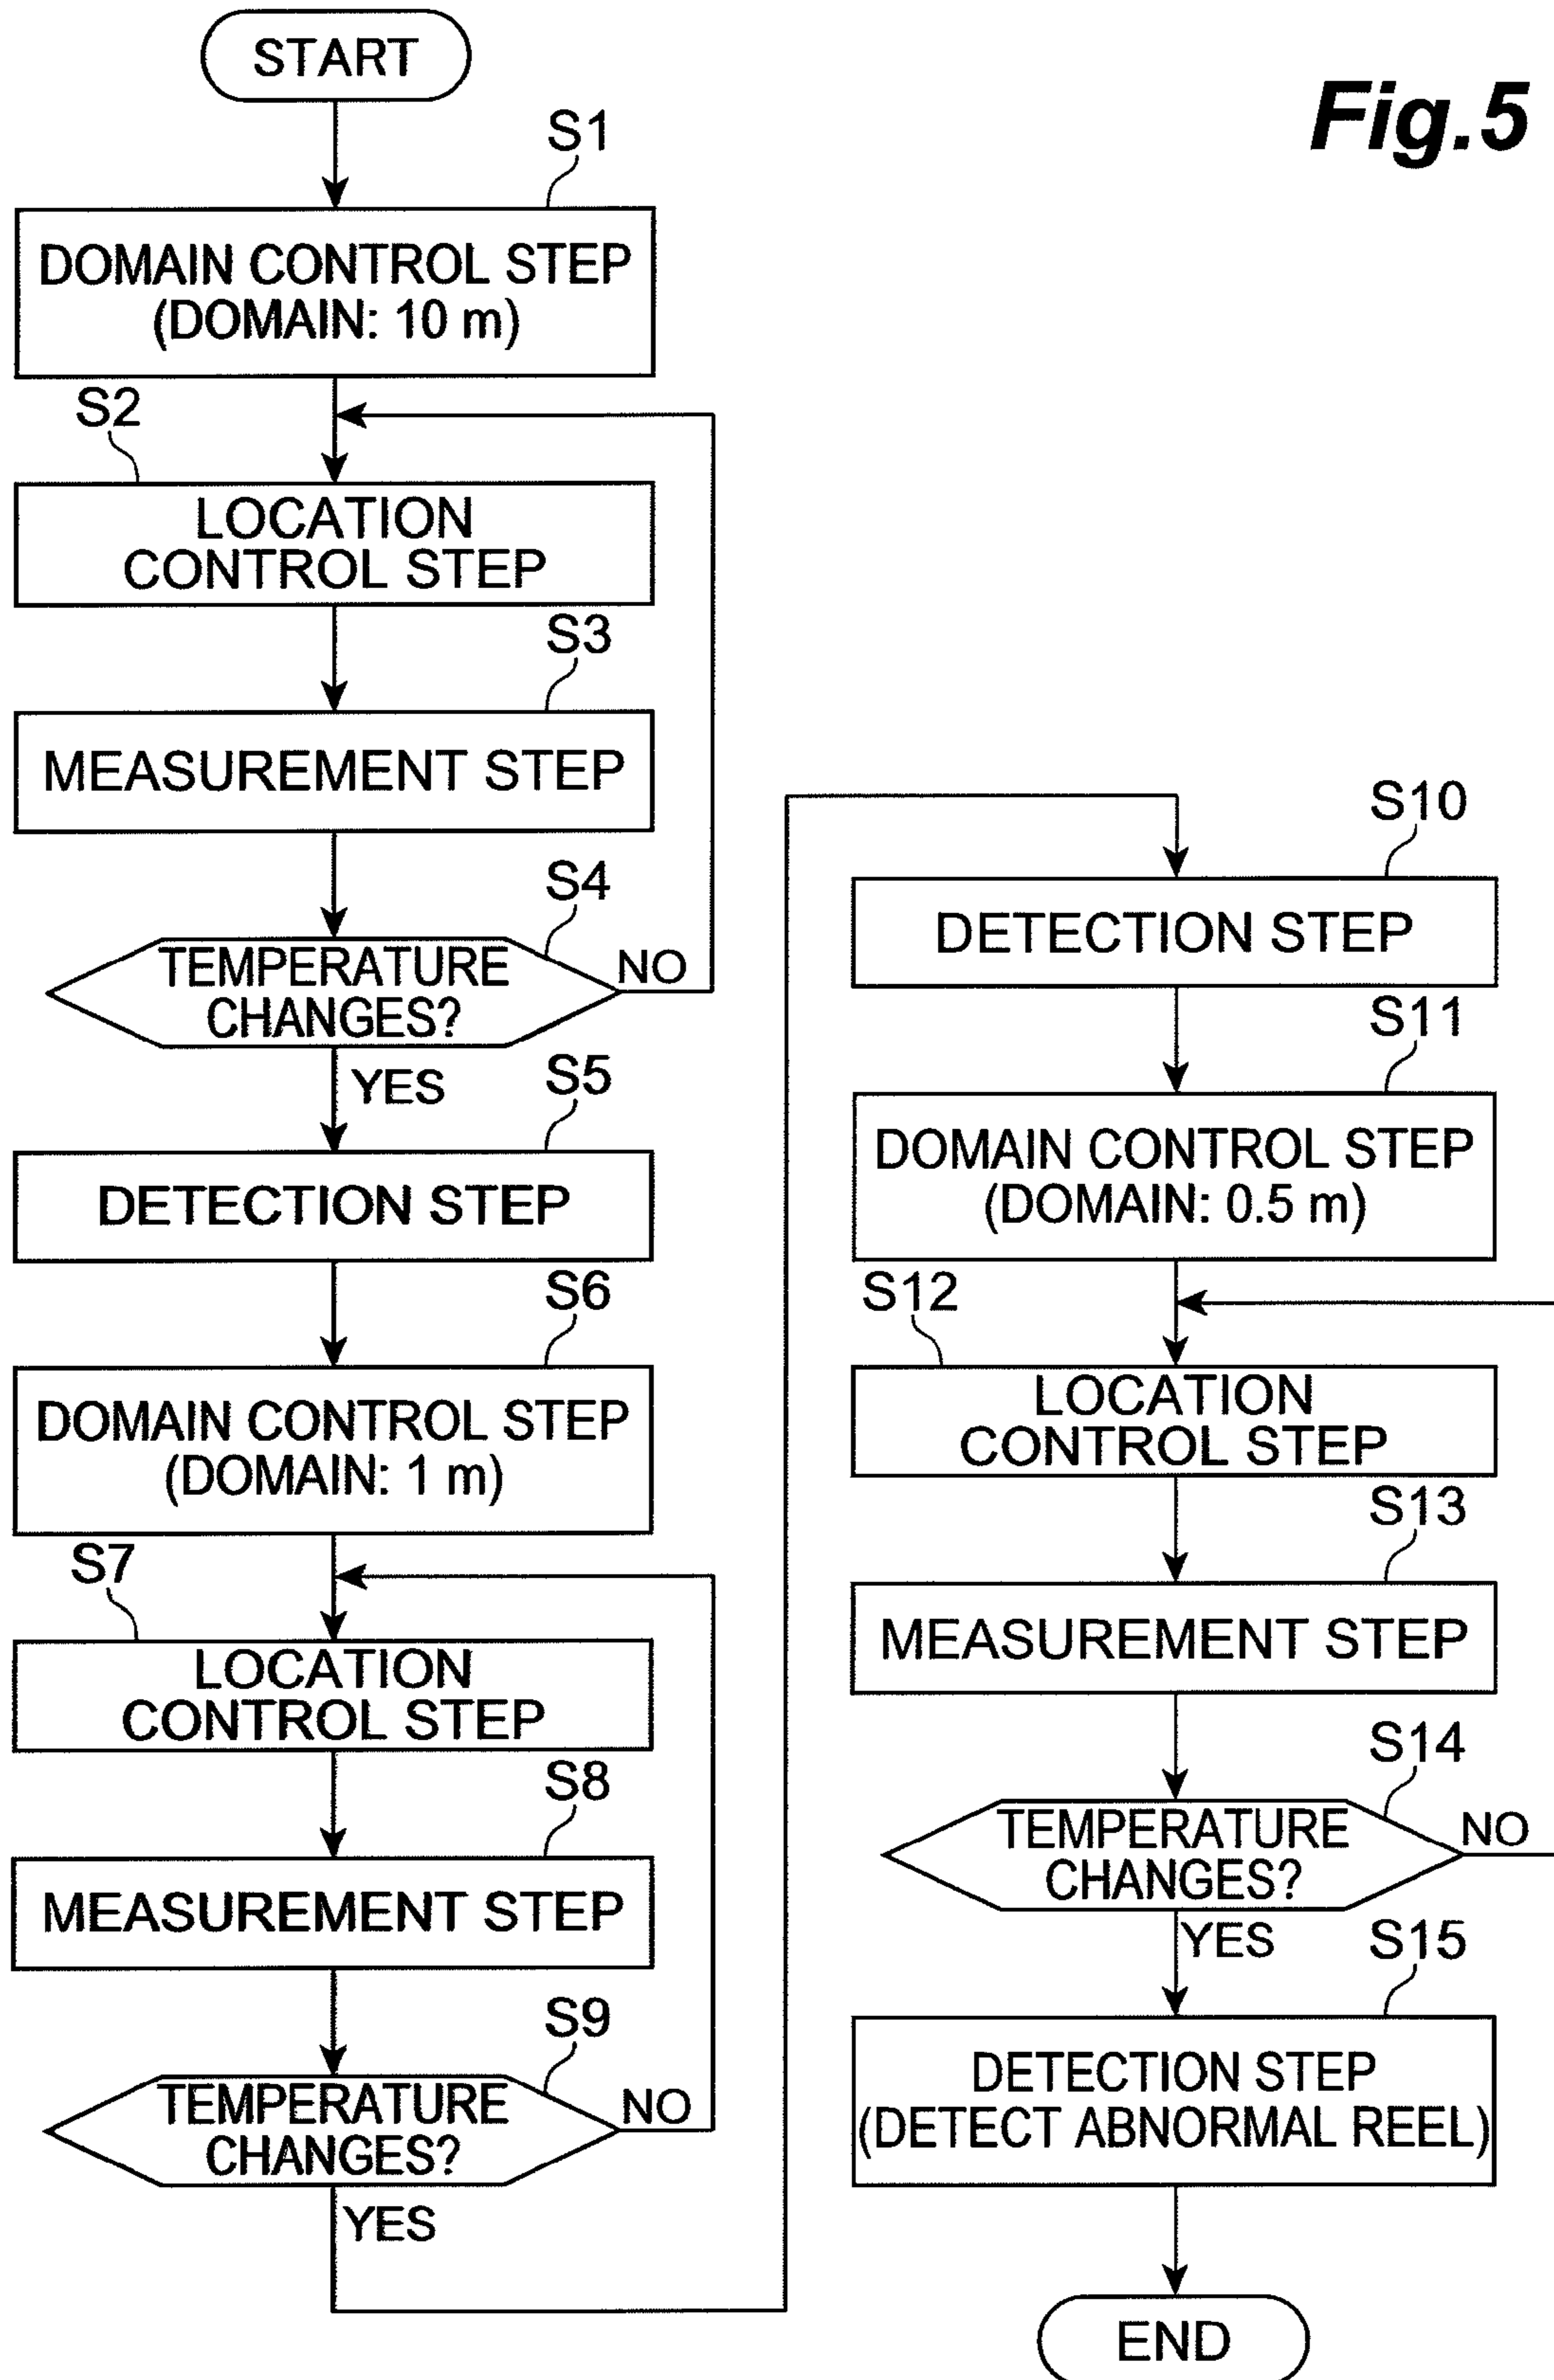 Fig.5
START
S1
DOMAIN CONTROL STEP
(DOMAIN: 10 m)
S2
LOCATION
CONTROL STEP
S3
MEASUREMENT STEP
S4
TEMPERATURE
CHANGES?
NO
YES
S5
DETECTION STEP
S6
DOMAIN CONTROL STEP
(DOMAIN: 1 m)
S7
LOCATION
CONTROL STEP
S8
MEASUREMENT STEP
S9
TEMPERATURE
CHANGES?
NO
YES
S10
DETECTION STEP
S11
DOMAIN CONTROL STEP
(DOMAIN: 0.5 m)
S12
LOCATION
CONTROL STEP
S13
MEASUREMENT STEP
S14
TEMPERATURE
CHANGES?
NO
YES
S15
DETECTION STEP
(DETECT ABNORMAL REEL)
END